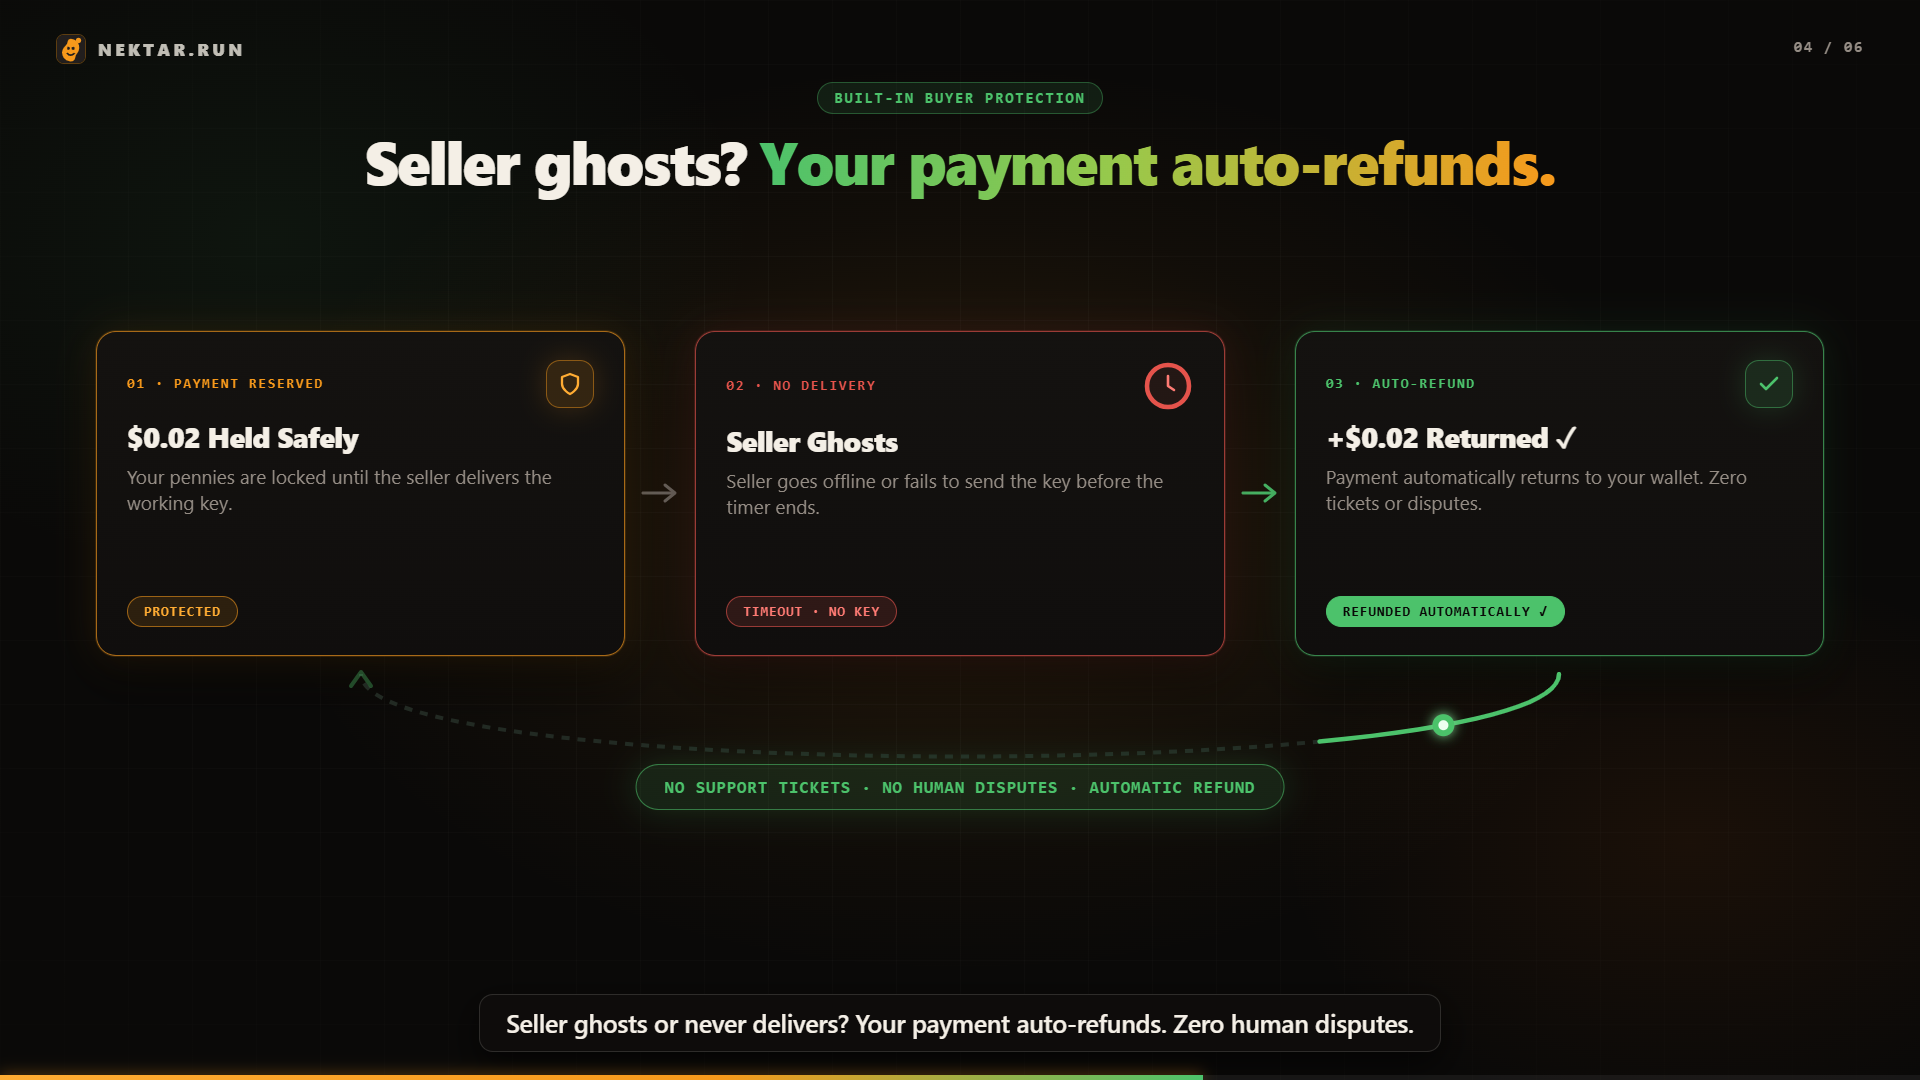 NEKTAR.RUN
04 / 06
BUILT-IN BUYER PROTECTION
Seller ghosts? Your payment auto-refunds.
01 · PAYMENT RESERVED
$0.02 Held Safely
Your pennies are locked until the seller delivers the
working key.
PROTECTED
02 · NO DELIVERY
Seller Ghosts
Seller goes offline or fails to send the key before the
timer ends.
TIMEOUT · NO KEY
03 · AUTO-REFUND
+$0.02 Returned ✓
Payment automatically returns to your wallet. Zero
tickets or disputes.
REFUNDED AUTOMATICALLY ✓
NO SUPPORT TICKETS · NO HUMAN DISPUTES · AUTOMATIC REFUND
Seller ghosts or never delivers? Your payment auto-refunds. Zero human disputes.